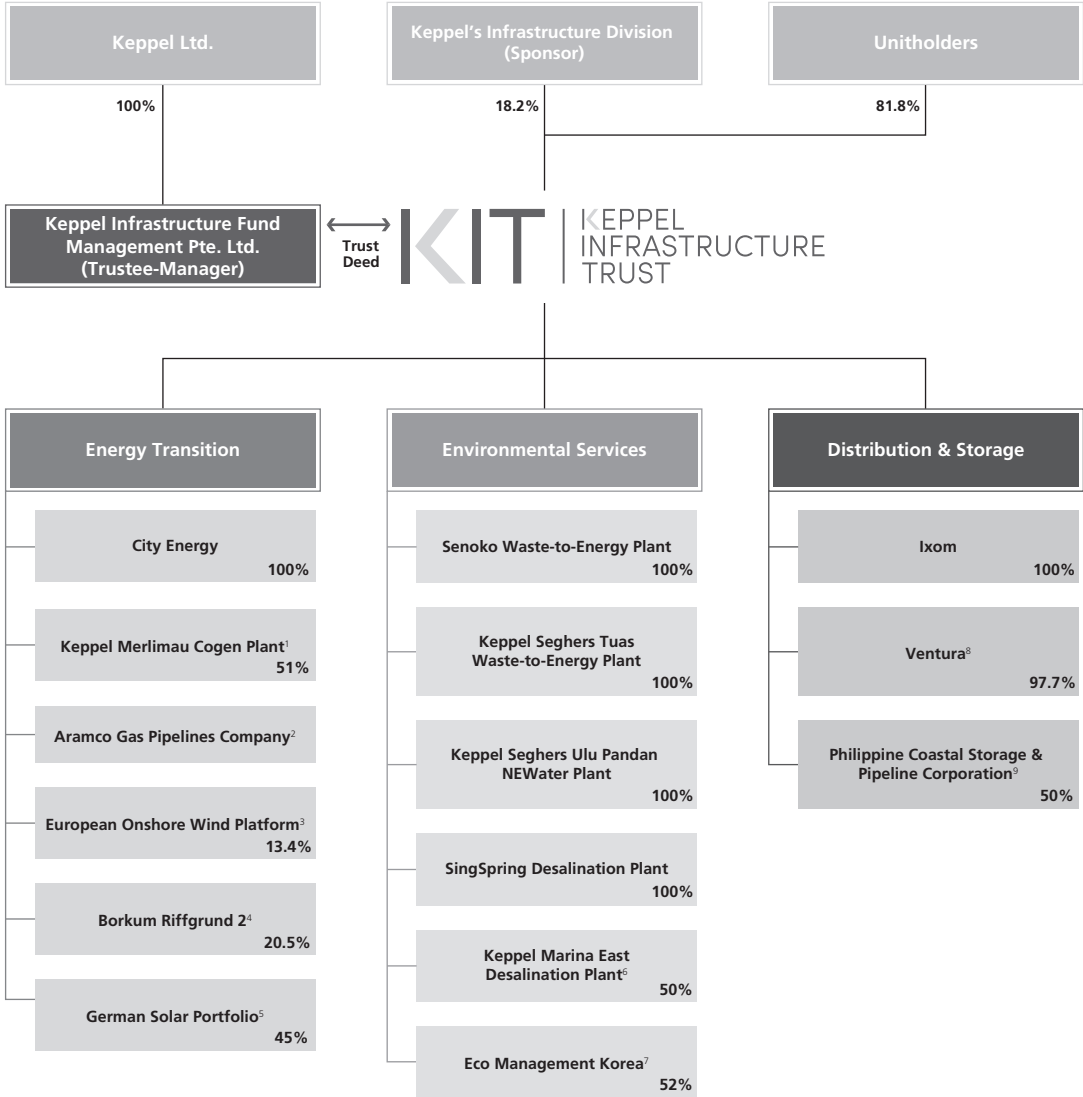 Keppel Ltd.
Keppel's Infrastructure Division
(Sponsor)
Unitholders
100%
18.2%
81.8%
Keppel Infrastructure Fund
Management Pte. Ltd.
(Trustee-Manager)
Trust
Deed
KIT
KEPPEL
INFRASTRUCTURE
TRUST
Energy Transition
City Energy
100%
Keppel Merlimau Cogen Plant¹
51%
Aramco Gas Pipelines Company²
European Onshore Wind Platform³
13.4%
Borkum Riffgrund 2⁴
20.5%
German Solar Portfolio⁵
45%
Environmental Services
Senoko Waste-to-Energy Plant
100%
Keppel Seghers Tuas
Waste-to-Energy Plant
100%
Keppel Seghers Ulu Pandan
NEWater Plant
100%
SingSpring Desalination Plant
100%
Keppel Marina East
Desalination Plant⁶
50%
Eco Management Korea⁷
52%
Distribution & Storage
Ixom
100%
Ventura⁸
97.7%
Philippine Coastal Storage &
Pipeline Corporation⁹
50%